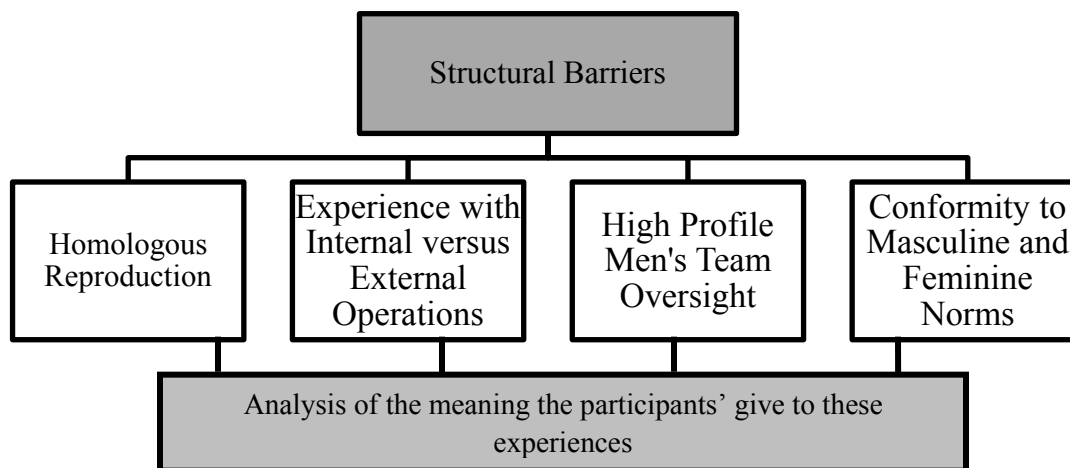 Structural Barriers
Homologous
Reproduction
Experience with
Internal versus
External
Operations
High Profile
Men's Team
Oversight
Conformity to
Masculine and
Feminine
Norms
Analysis of the meaning the participants’ give to these
experiences